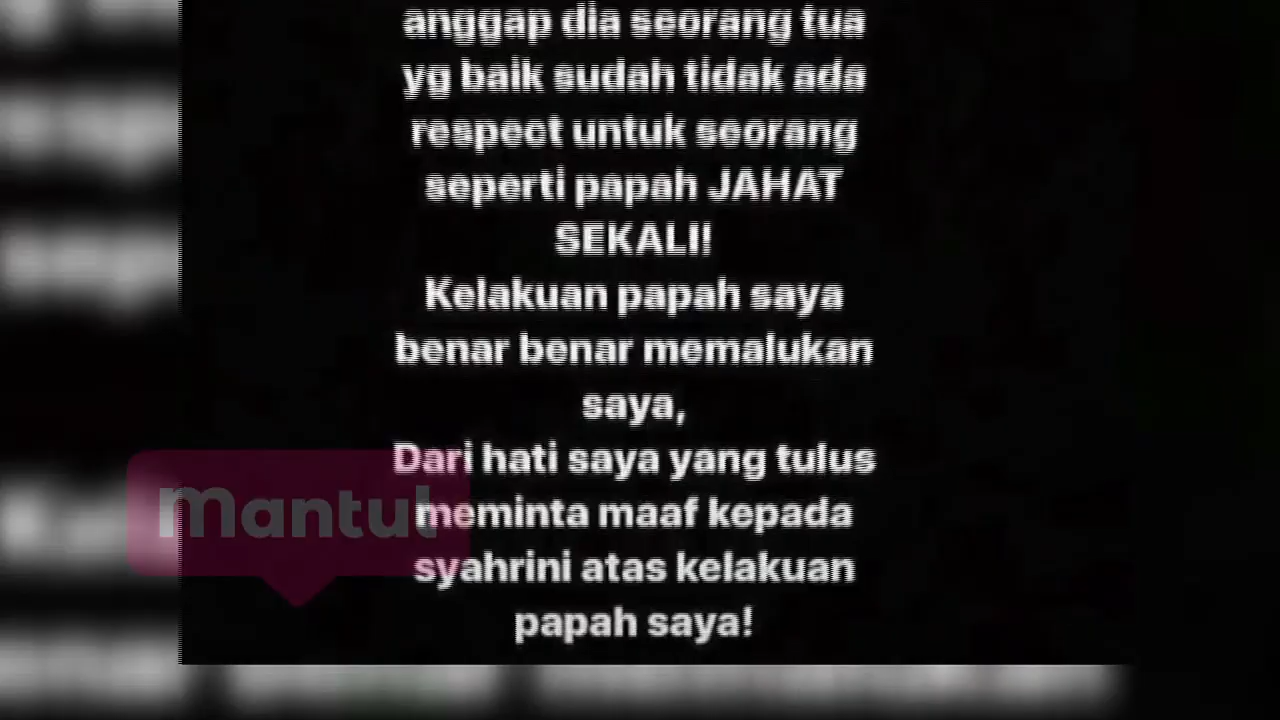 anggap dia seorang tua
yg baik sudah tidak ada
respect untuk seorang
seperti papah JAHAT
SEKALI!
Kelakuan papah saya
benar benar memalukan
saya,
Dari hati saya yang tulus
meminta maaf kepada
syahrini atas kelakuan
papah saya!
Mantul